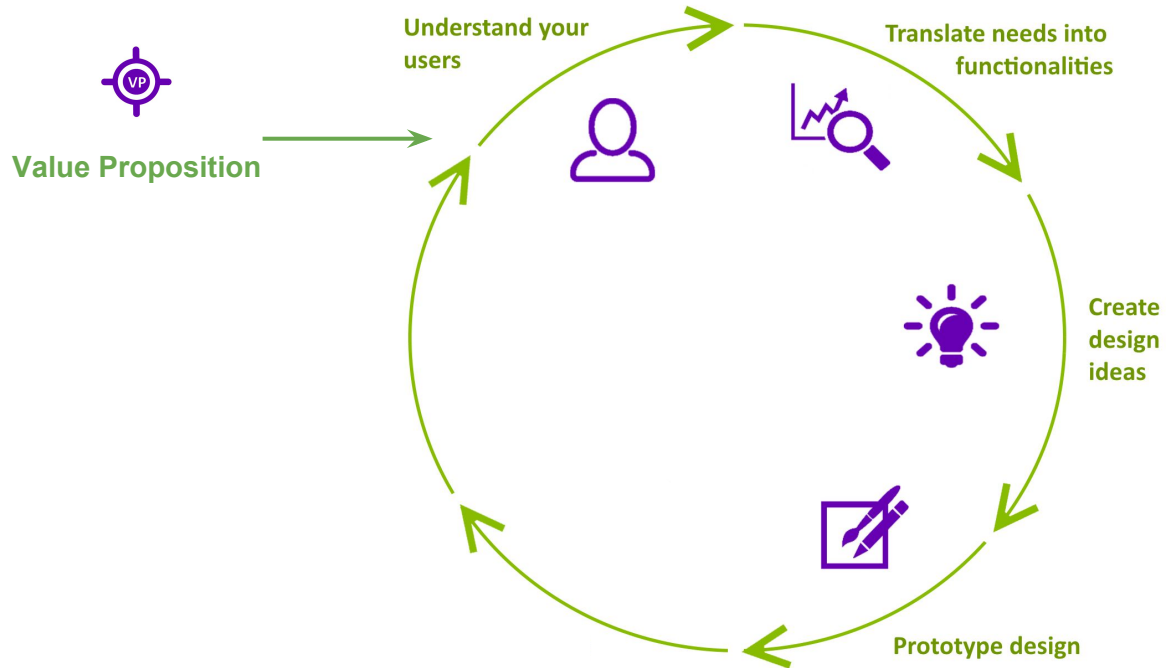 VP
Value Proposition
Understand your
users
Translate needs into
functionalities
Create
design
ideas
Prototype design